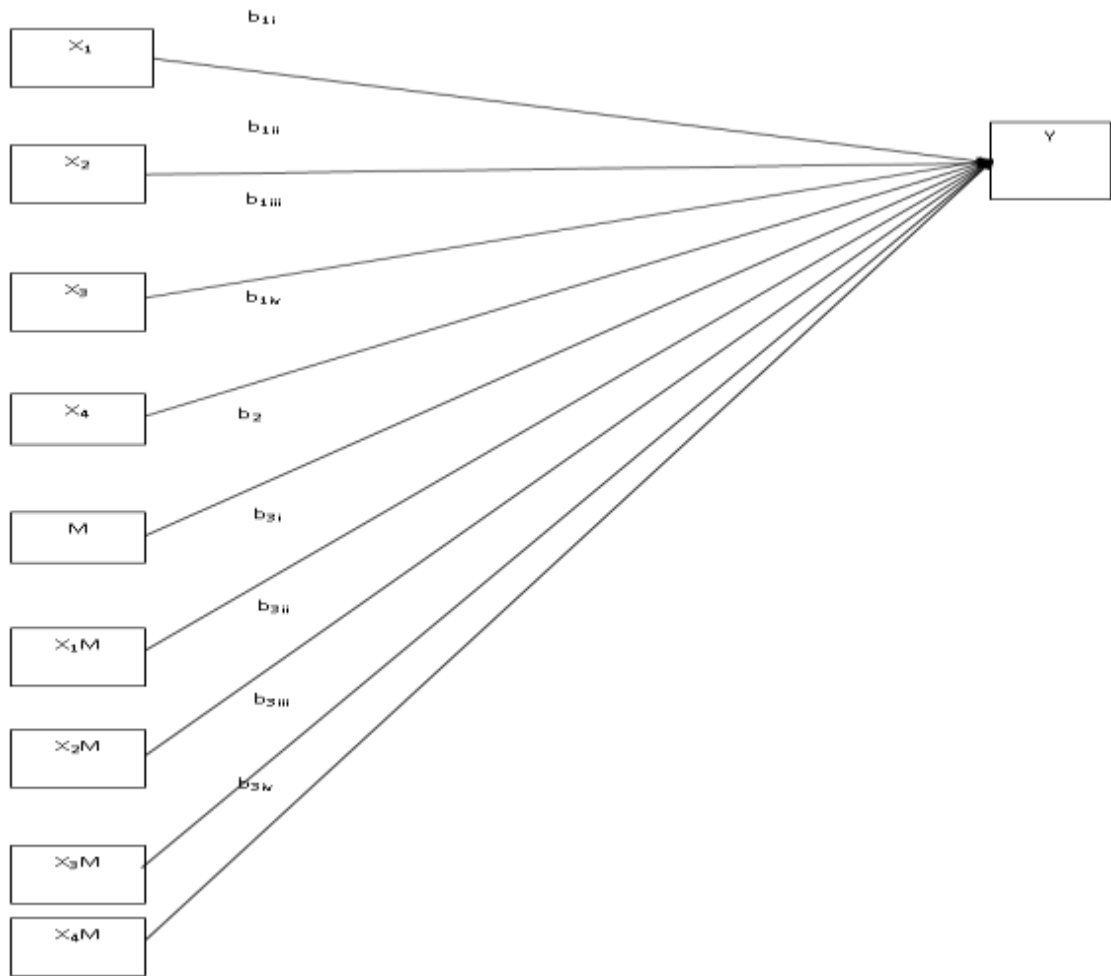 b₁ᵢ
X₁
b₁ᵢᵢ
Y
X₂
b₁ᵢᵢᵢ
X₃
b₁ᵢᵥ
X₄
b₂
M
b₃ᵢ
b₃ᵢᵢ
X₁M
b₃ᵢᵢᵢ
X₂M
b₃ᵢᵥ
X₃M
X₄M